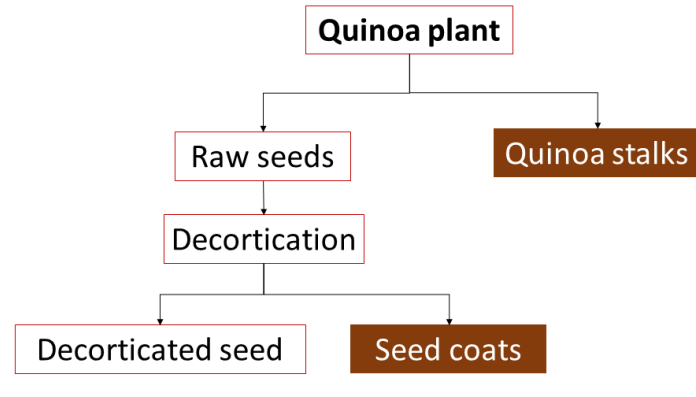 Quinoa plant
Raw seeds
Quinoa stalks
Decortication
Decorticated seed
Seed coats